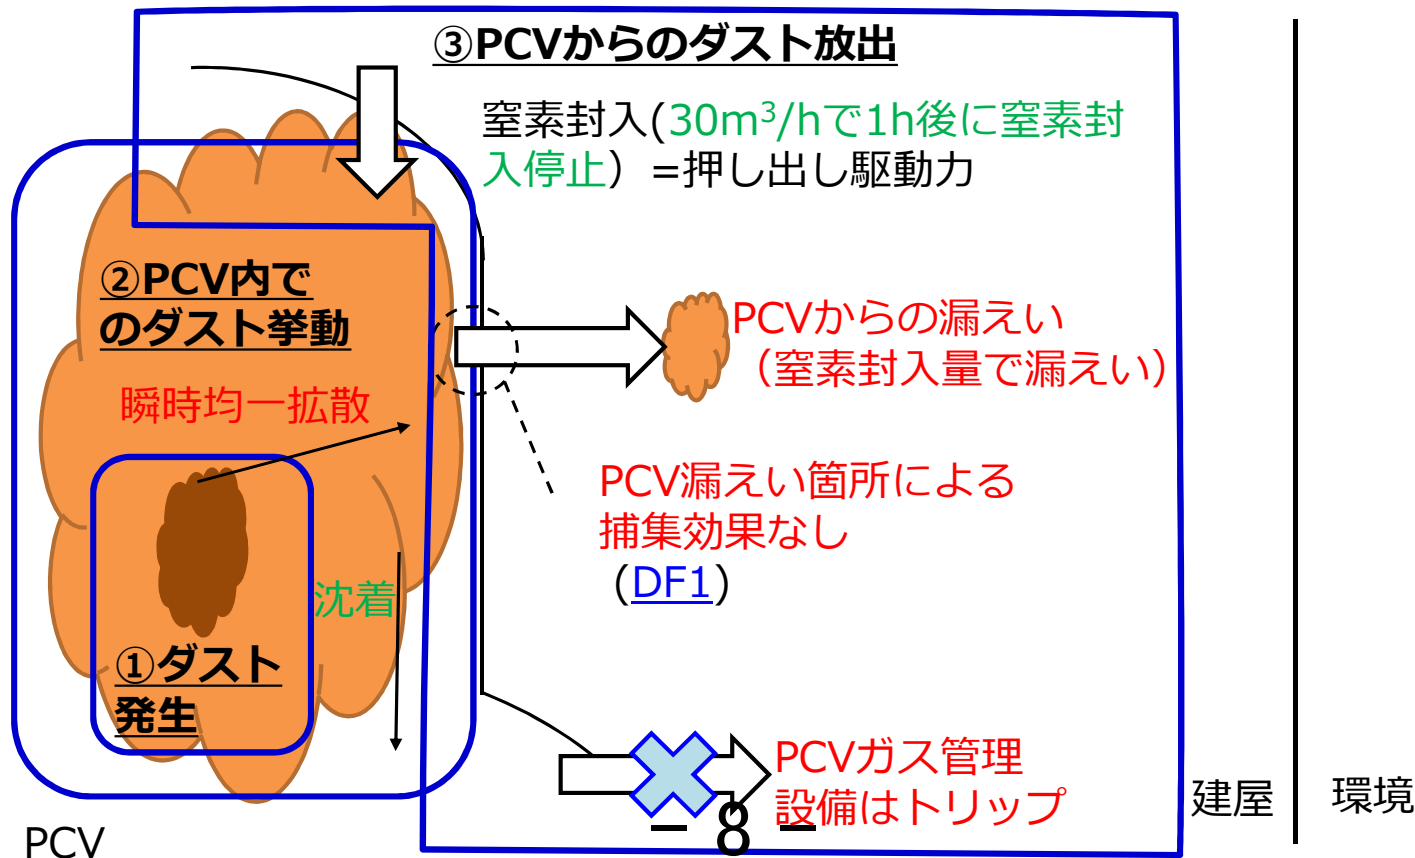 ③PCVからのダスト放出
窒素封入(30m³/hで1h後に窒素封
入停止）=押し出し駆動力
②PCV内で
のダスト挙動
瞬時均一拡散
PCVからの漏えい
（窒素封入量で漏えい）
PCV漏えい箇所による
捕集効果なし
(DF1)
沈着
①ダスト
発生
PCVガス管理
設備はトリップ
建屋
環境
PCV
－ 8 －